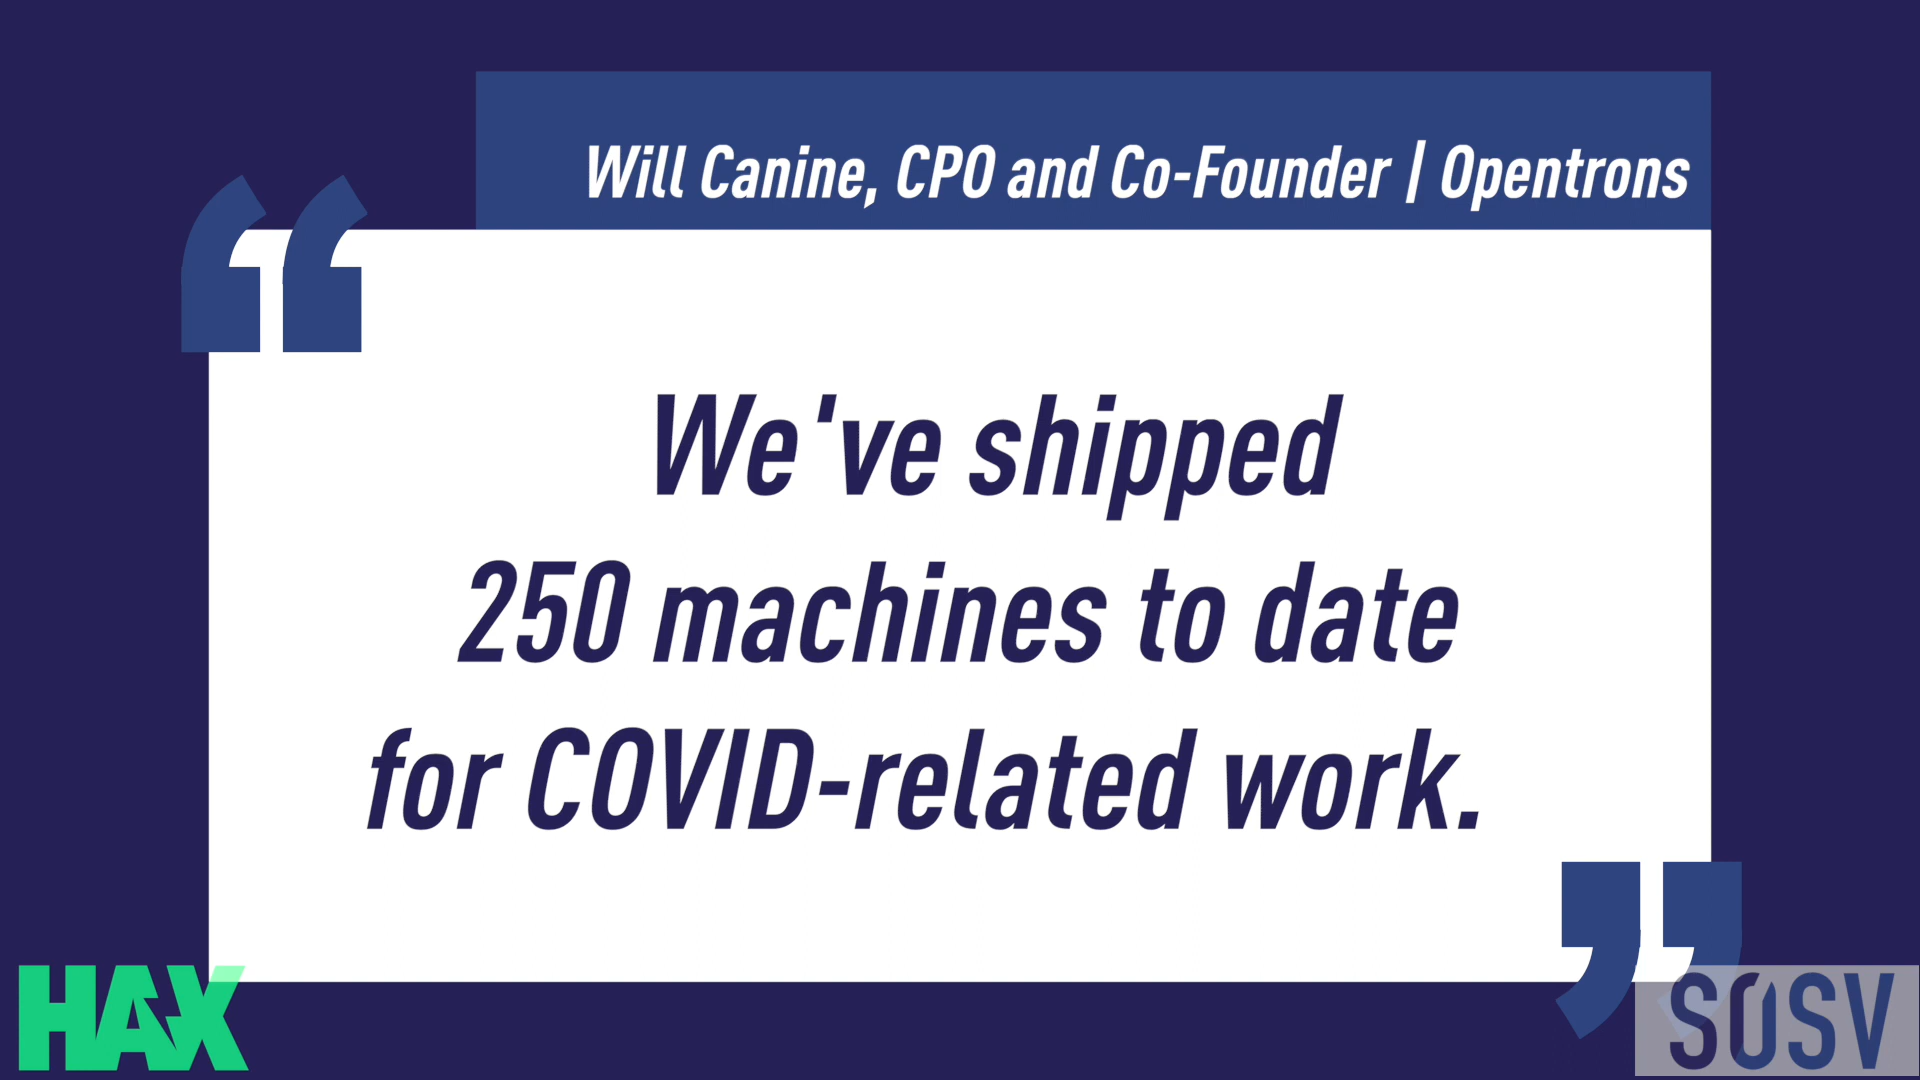 Will Canine, CPO and Co-Founder | Opentrons
We've shipped
250 machines to date
for COVID-related work.
HAX
SOSV